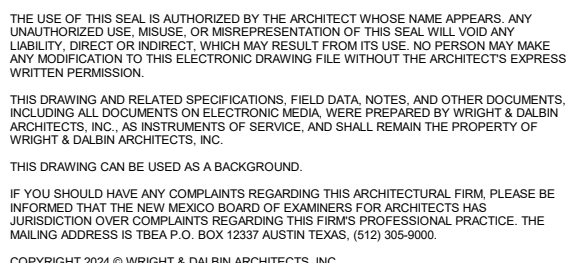 THE USE OF THIS SEAL IS AUTHORIZED BY THE ARCHITECT WHOSE NAME APPEARS. ANY
UNAUTHORIZED USE, MISUSE, OR MISREPRESENTATION OF THIS SEAL WILL VOID ANY
LIABILITY, DIRECT OR INDIRECT, WHICH MAY RESULT FROM ITS USE. NO PERSON MAY MAKE
ANY MODIFICATION TO THIS ELECTRONIC DRAWING FILE WITHOUT THE ARCHITECT'S EXPRESS
WRITTEN PERMISSION.
THIS DRAWING AND RELATED SPECIFICATIONS, FIELD DATA, NOTES, AND OTHER DOCUMENTS,
INCLUDING ALL DOCUMENTS ON ELECTRONIC MEDIA, WERE PREPARED BY WRIGHT & DALBIN
ARCHITECTS, INC., AS INSTRUMENTS OF SERVICE, AND SHALL REMAIN THE PROPERTY OF
WRIGHT & DALBIN ARCHITECTS, INC.
THIS DRAWING CAN BE USED AS A BACKGROUND.
IF YOU SHOULD HAVE ANY COMPLAINTS REGARDING THIS ARCHITECTURAL FIRM, PLEASE BE
INFORMED THAT THE NEW MEXICO BOARD OF EXAMINERS FOR ARCHITECTS HAS
JURISDICTION OVER COMPLAINTS REGARDING THIS FIRM'S PROFESSIONAL PRACTICE. THE
MAILING ADDRESS IS TBEA P.O. BOX 12337 AUSTIN TEXAS, (512) 305-9000.
COPYRIGHT 2024 © WRIGHT & DALBIN ARCHITECTS, INC.